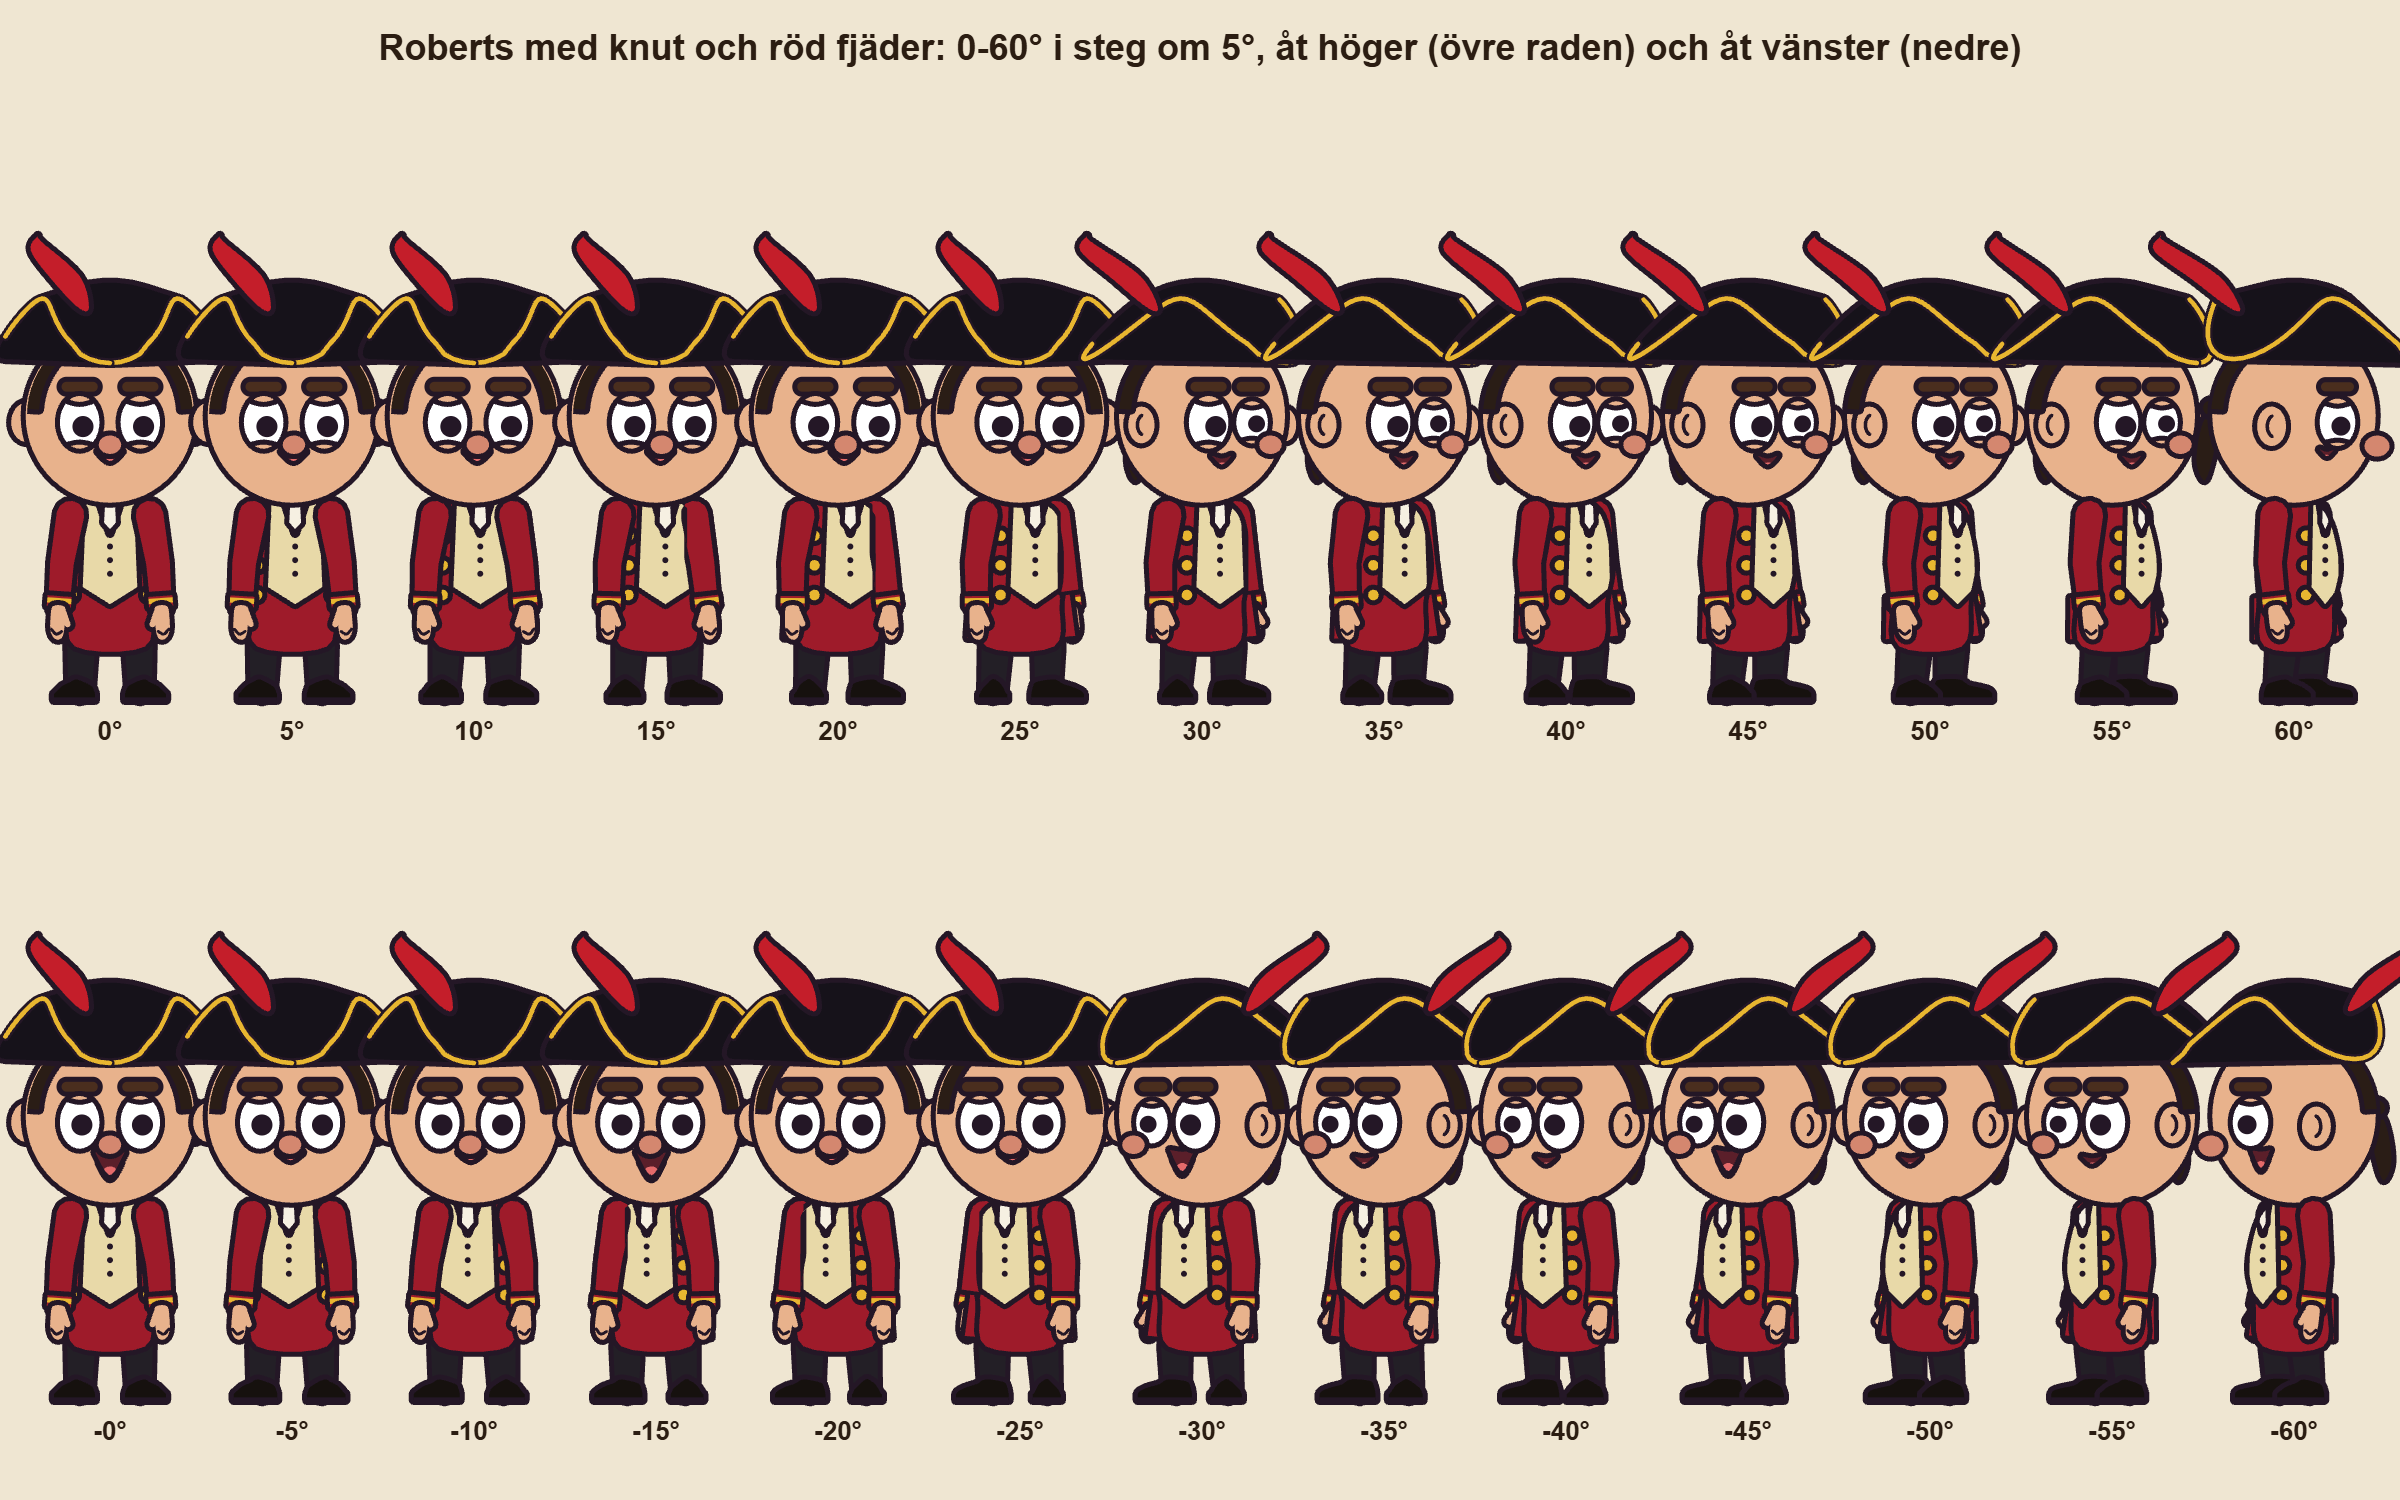 Roberts med knut och röd fjäder: 0-60° i steg om 5°, åt höger (övre raden) och åt vänster (nedre)
0° 5° 10° 15° 20° 25° 30° 35° 40° 45° 50° 55° 60°
-0° -5° -10° -15° -20° -25° -30° -35° -40° -45° -50° -55° -60°